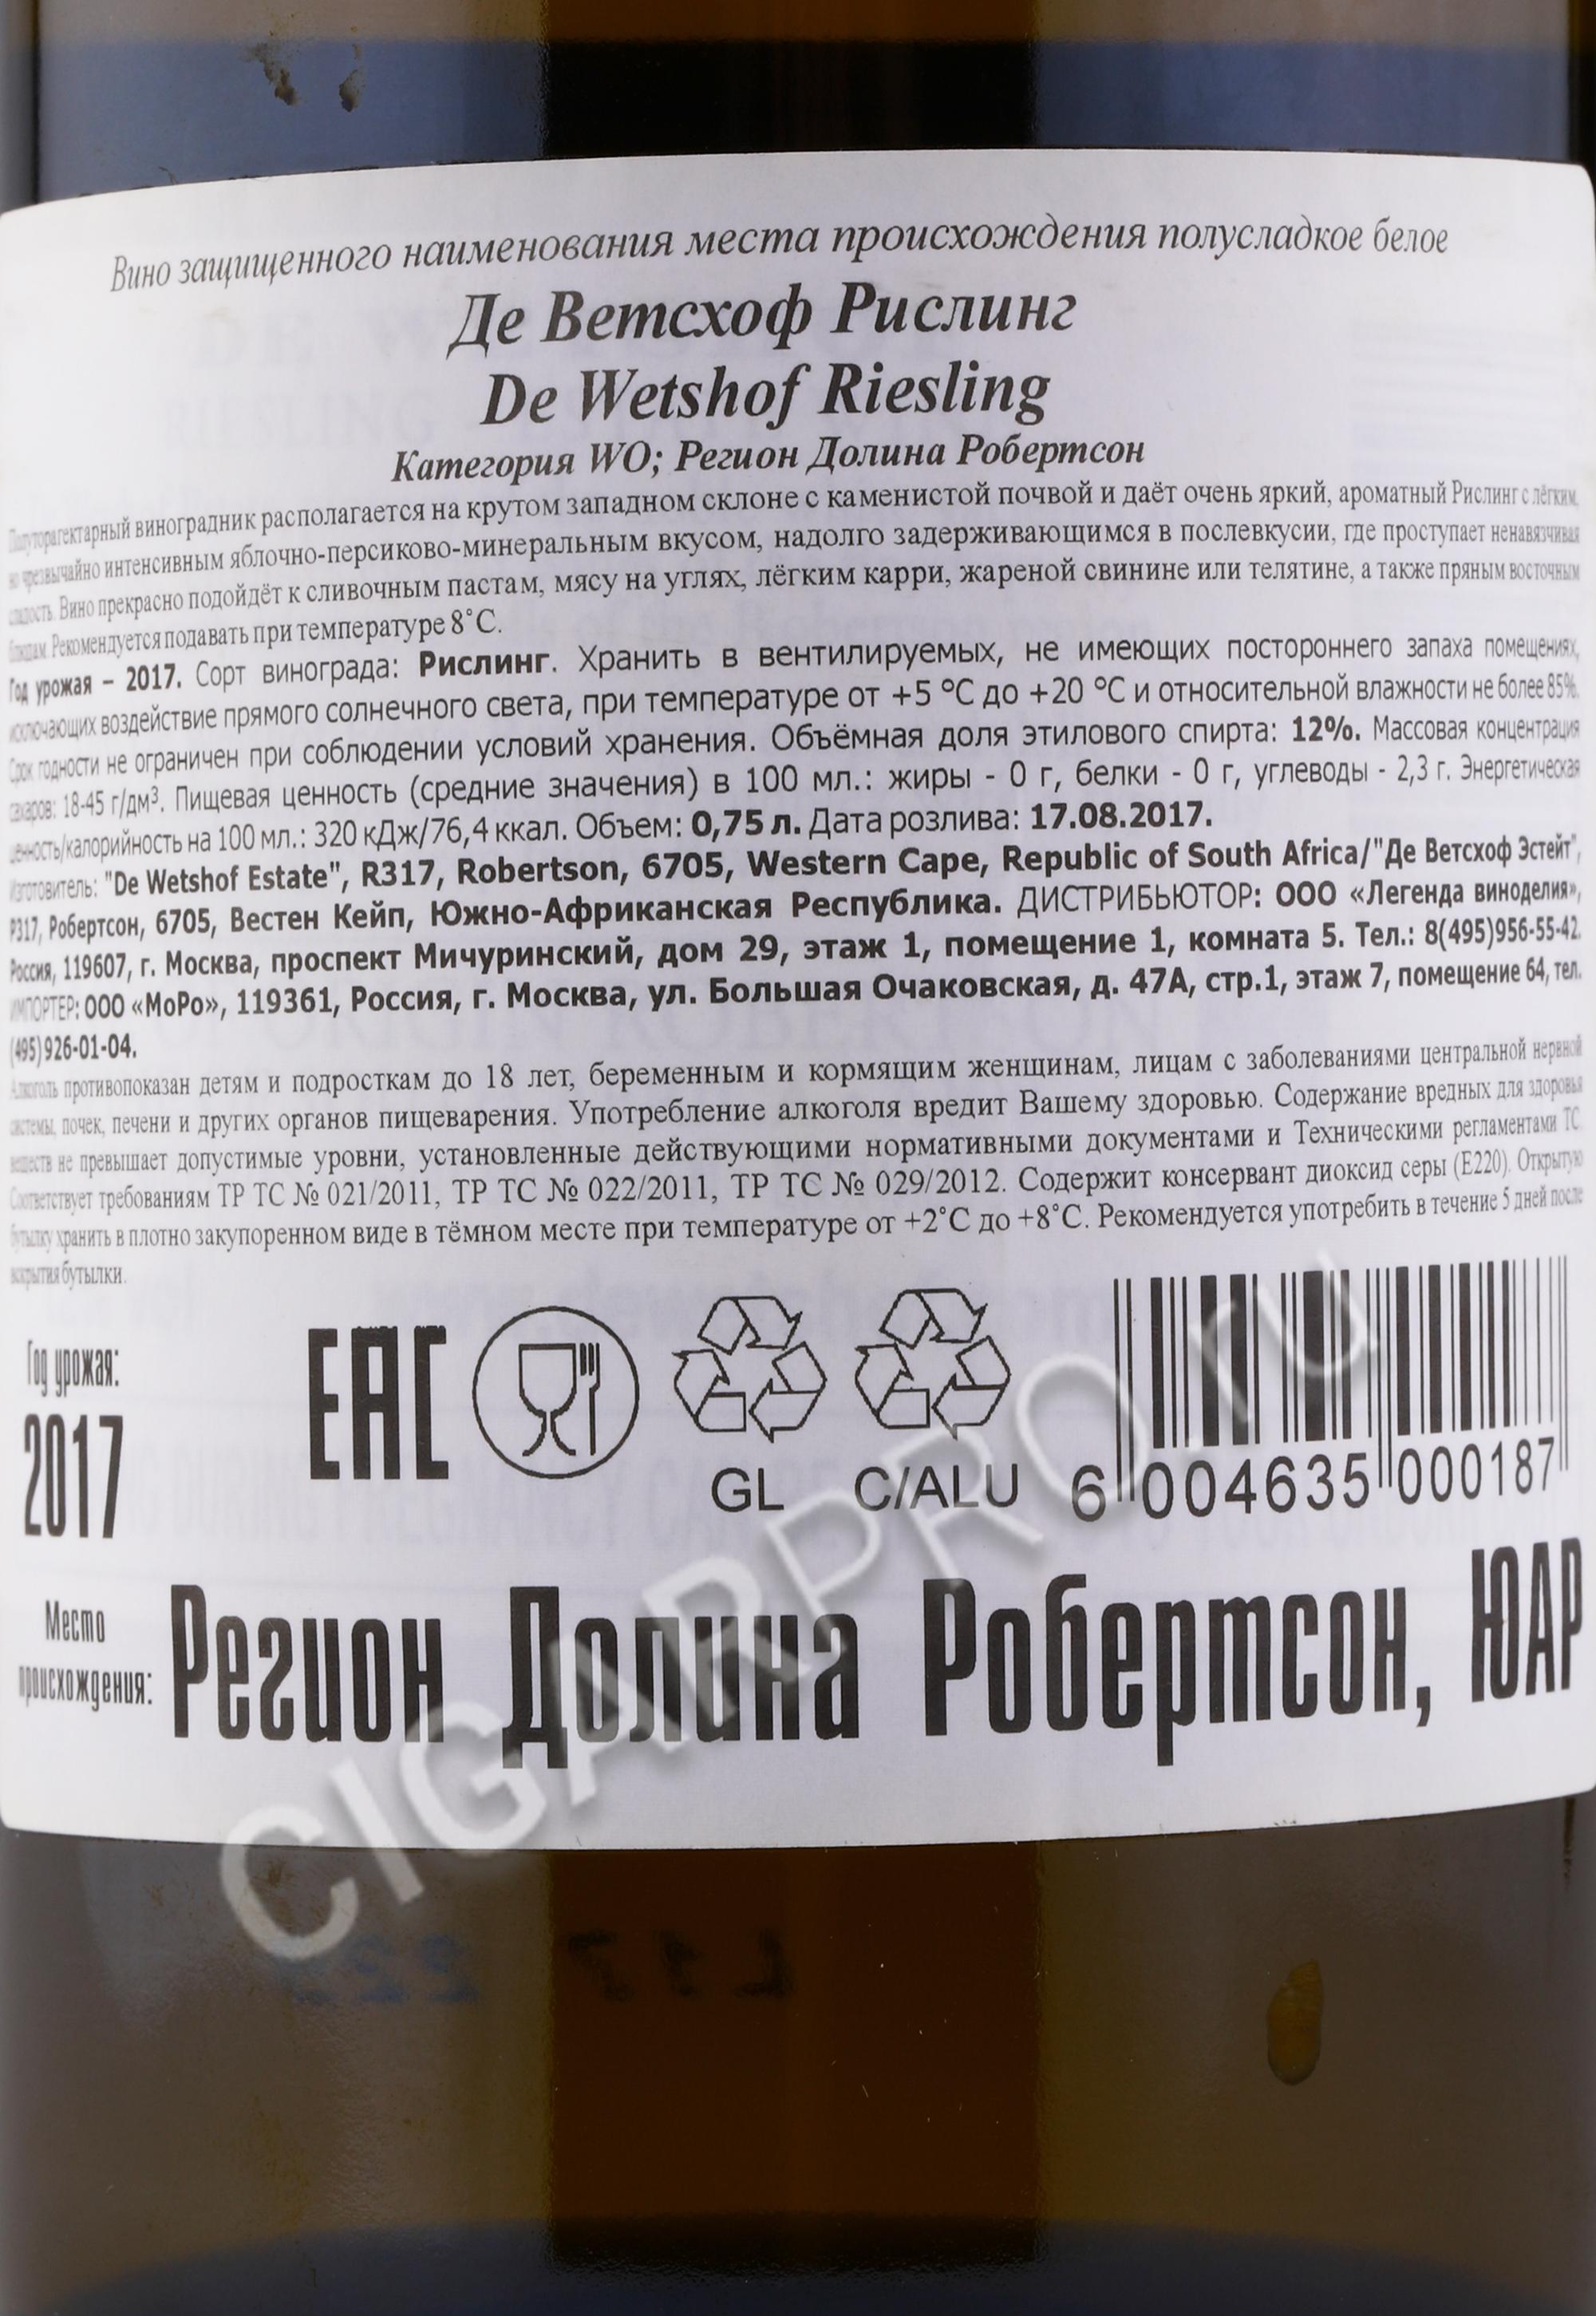 Вино защищенного наименования места происхождения полусладкое белое
Де Ветсхоф Рислинг
De Wetshof Riesling
Категория WO; Регион Долина Робертсон
Полуторагектарный виноградник располагается на крутом западном склоне с каменистой почвой и даёт очень яркий, ароматный Рислинг с лёгким,
но чрезвычайно интенсивным яблочно-персиково-минеральным вкусом, надолго задерживающимся в послевкусии, где проступает ненавязчивая
сладость. Вино прекрасно подойдёт к сливочным пастам, мясу на углях, лёгким карри, жареной свинине или телятине, а также пряным восточным
блюдам. Рекомендуется подавать при температуре 8˚С.
Год урожая – 2017. Сорт винограда: Рислинг. Хранить в вентилируемых, не имеющих постороннего запаха помещениях,
исключающих воздействие прямого солнечного света, при температуре от +5 °С до +20 °С и относительной влажности не более 85%.
Срок годности не ограничен при соблюдении условий хранения. Объёмная доля этилового спирта: 12%. Массовая концентрация
сахаров: 18-45 г/дм³. Пищевая ценность (средние значения) в 100 мл.: жиры - 0 г, белки - 0 г, углеводы - 2,3 г. Энергетическая
ценность/калорийность на 100 мл.: 320 кДж/76,4 ккал. Объем: 0,75 л. Дата розлива: 17.08.2017.
Изготовитель: "De Wetshof Estate", R317, Robertson, 6705, Western Cape, Republic of South Africa/"Де Ветсхоф Эстейт",
Р317, Робертсон, 6705, Вестен Кейп, Южно-Африканская Республика. ДИСТРИБЬЮТОР: ООО «Легенда виноделия»,
Россия, 119607, г. Москва, проспект Мичуринский, дом 29, этаж 1, помещение 1, комната 5. Тел.: 8(495)956-55-42.
ИМПОРТЕР: ООО «МоРо», 119361, Россия, г. Москва, ул. Большая Очаковская, д. 47А, стр.1, этаж 7, помещение 64, тел.
(495)926-01-04.
Алкоголь противопоказан детям и подросткам до 18 лет, беременным и кормящим женщинам, лицам с заболеваниями центральной нервной
системы, почек, печени и других органов пищеварения. Употребление алкоголя вредит Вашему здоровью. Содержание вредных для здоровья
веществ не превышает допустимые уровни, установленные действующими нормативными документами и Техническими регламентами ТС.
Соответствует требованиям ТР ТС № 021/2011, ТР ТС № 022/2011, ТР ТС № 029/2012. Содержит консервант диоксид серы (Е220). Открытую
бутылку хранить в плотно закупоренном виде в тёмном месте при температуре от +2˚С до +8˚С. Рекомендуется употребить в течение 5 дней после
вскрытия бутылки.
Год урожая:
2017
EAC
GL C/ALU
6 004635 000187
Место
происхождения:
Регион Долина Робертсон, ЮАР
CIGARPRO.ru